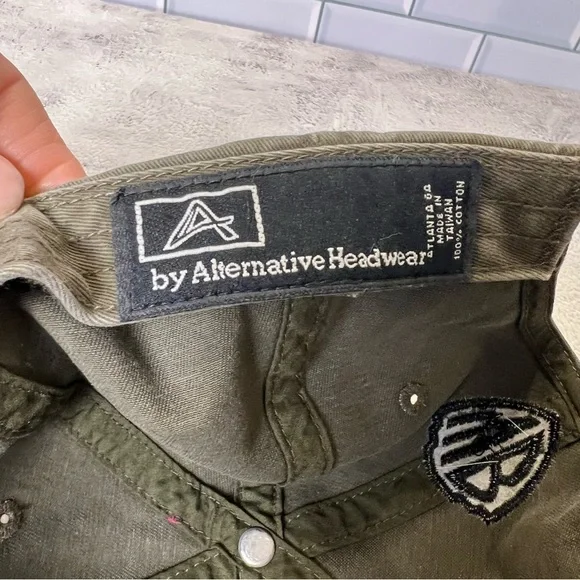 A
by Alternative Headwear
ATLANTA GA
MADE IN
TAIWAN
100% COTTON